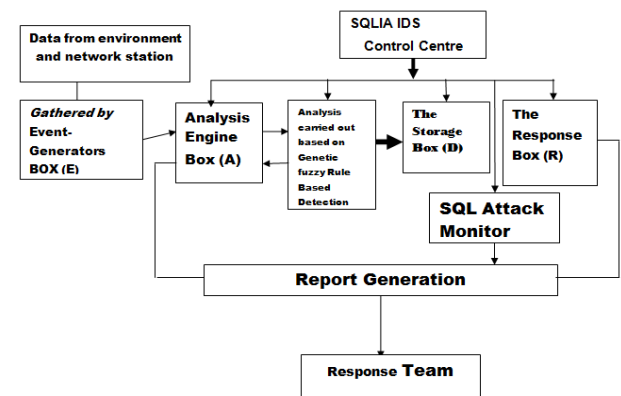 Data from environment
and network station
SQLIA IDS
Control Centre
Gathered by
Event-
Generators
BOX (E)
Analysis
Engine
Box (A)
Analysis
carried out
based on
Genetic
fuzzy Rule
Based
Detection
The
Storage
Box (D)
The
Response
Box (R)
SQL Attack
Monitor
Report Generation
Response Team